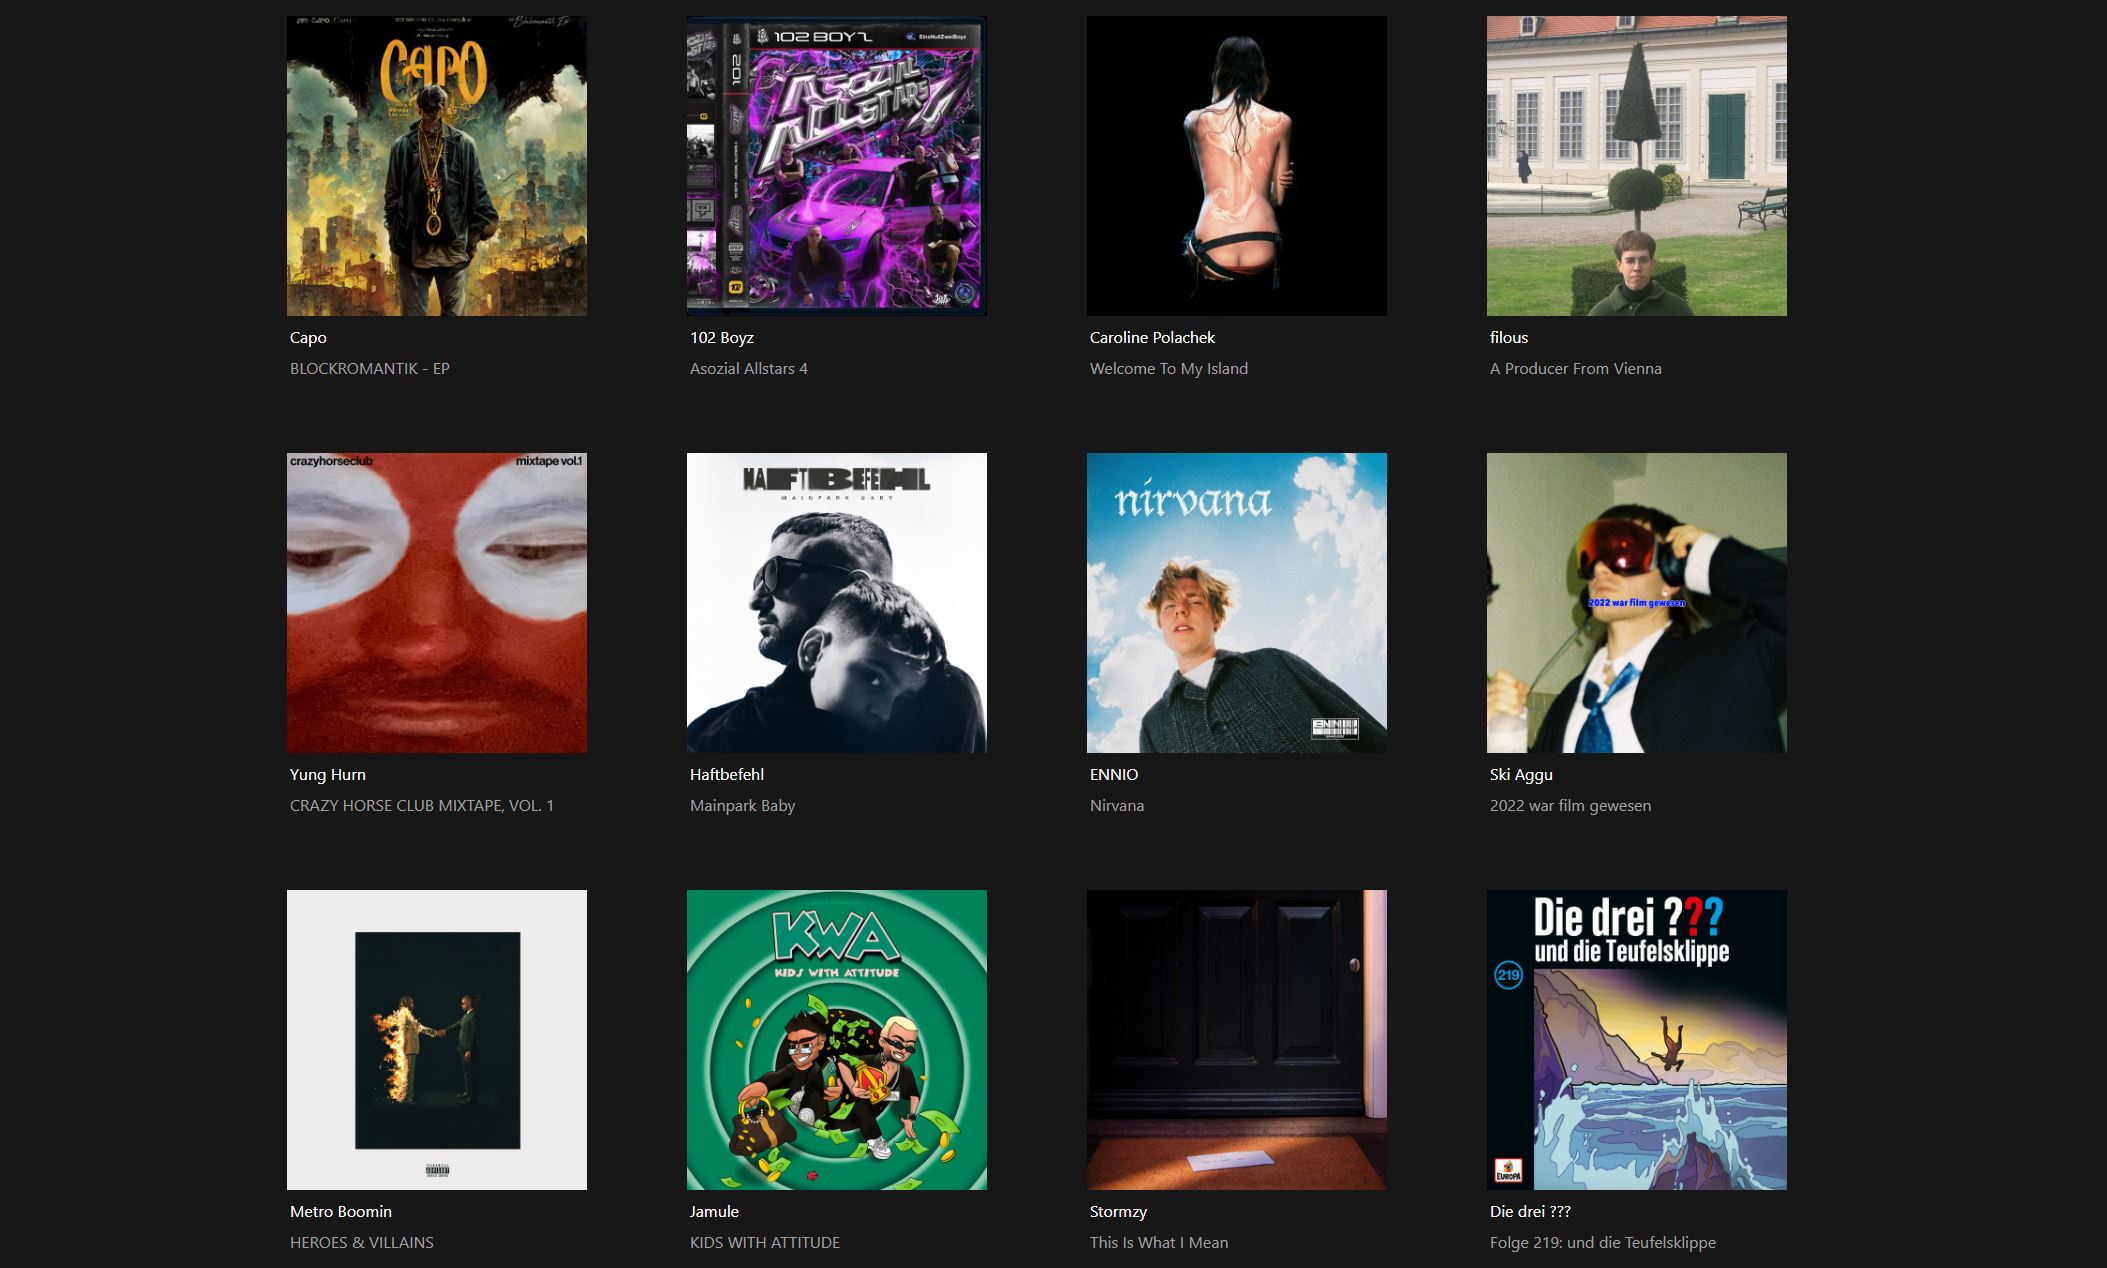 CAPO
102 BOYZ
EinsNullZweiBoyz
102
ASOZIAL
ALLSTARS 4
Capo
102 Boyz
Caroline Polachek
filous
BLOCKROMANTIK - EP
Asozial Allstars 4
Welcome To My Island
A Producer From Vienna
crazyhorseclub
mixtape vol.1
HAFTBEFEHL
MAINPARK BABY
nirvana
ENNIO
2022 war film gewesen
Yung Hurn
Haftbefehl
ENNIO
Ski Aggu
CRAZY HORSE CLUB MIXTAPE, VOL. 1
Mainpark Baby
Nirvana
2022 war film gewesen
KWA
KIDS WITH ATTITUDE
Die drei ???
und die Teufelsklippe
219
EUROPA
Metro Boomin
Jamule
Stormzy
Die drei ???
HEROES & VILLAINS
KIDS WITH ATTITUDE
This Is What I Mean
Folge 219: und die Teufelsklippe